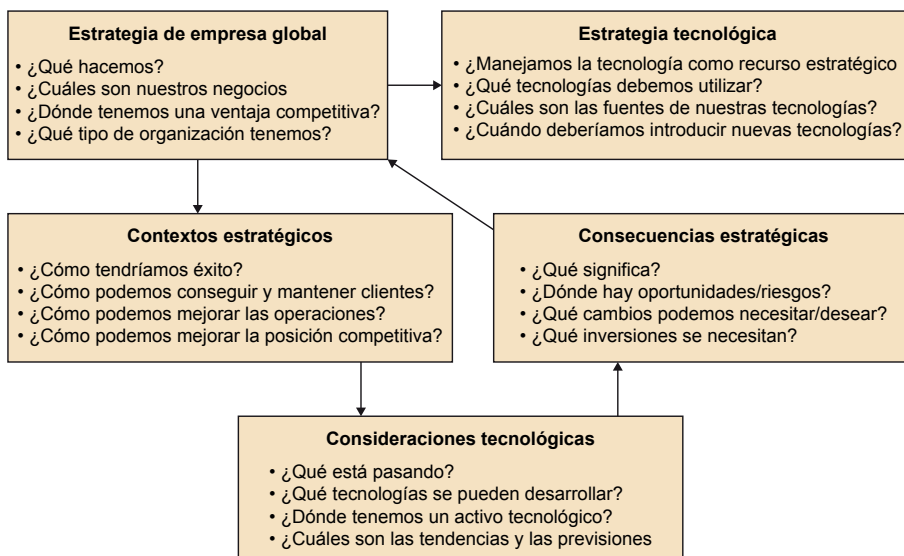 Estrategia de empresa global
• ¿Qué hacemos?
• ¿Cuáles son nuestros negocios
• ¿Dónde tenemos una ventaja competitiva?
• ¿Qué tipo de organización tenemos?
Estrategia tecnológica
• ¿Manejamos la tecnología como recurso estratégico
• ¿Qué tecnologías debemos utilizar?
• ¿Cuáles son las fuentes de nuestras tecnologías?
• ¿Cuándo deberíamos introducir nuevas tecnologías?
Contextos estratégicos
• ¿Cómo tendríamos éxito?
• ¿Cómo podemos conseguir y mantener clientes?
• ¿Cómo podemos mejorar las operaciones?
• ¿Cómo podemos mejorar la posición competitiva?
Consecuencias estratégicas
• ¿Qué significa?
• ¿Dónde hay oportunidades/riesgos?
• ¿Qué cambios podemos necesitar/desear?
• ¿Qué inversiones se necesitan?
Consideraciones tecnológicas
• ¿Qué está pasando?
• ¿Qué tecnologías se pueden desarrollar?
• ¿Dónde tenemos un activo tecnológico?
• ¿Cuáles son las tendencias y las previsiones